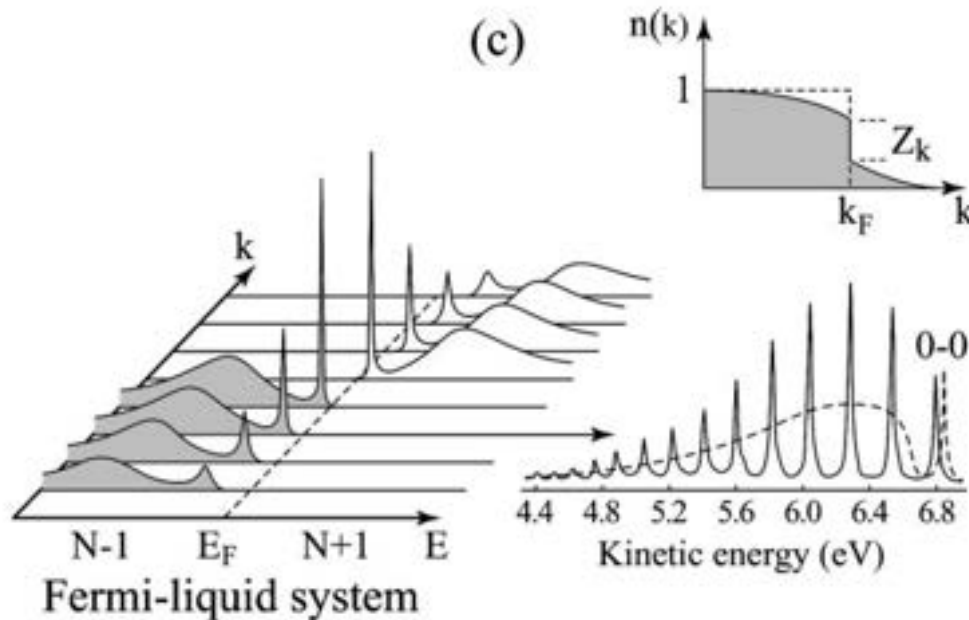 (c)
n(k)
1
Z_k
k_F
k
k
N-1 E_F N+1 E
Fermi-liquid system
0-0
4.4 4.8 5.2 5.6 6.0 6.4 6.8
Kinetic energy (eV)